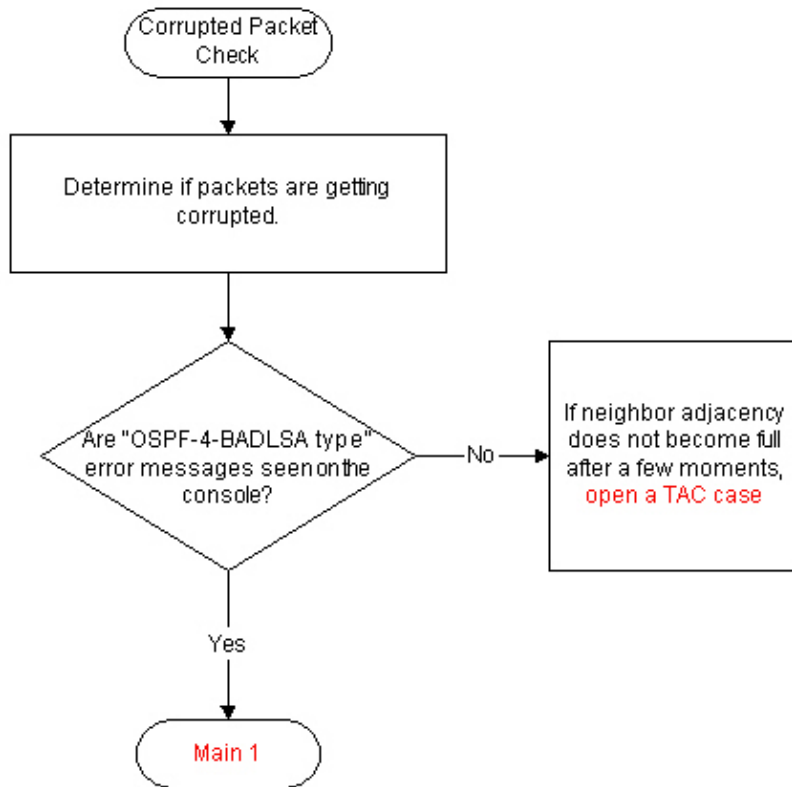 Corrupted Packet
Check
Determine if packets are getting
corrupted.
Are "OSPF-4-BADLSA type"
error messages seen on the
console?
No
If neighbor adjacency
does not become full
after a few moments,
open a TAC case
Yes
Main 1